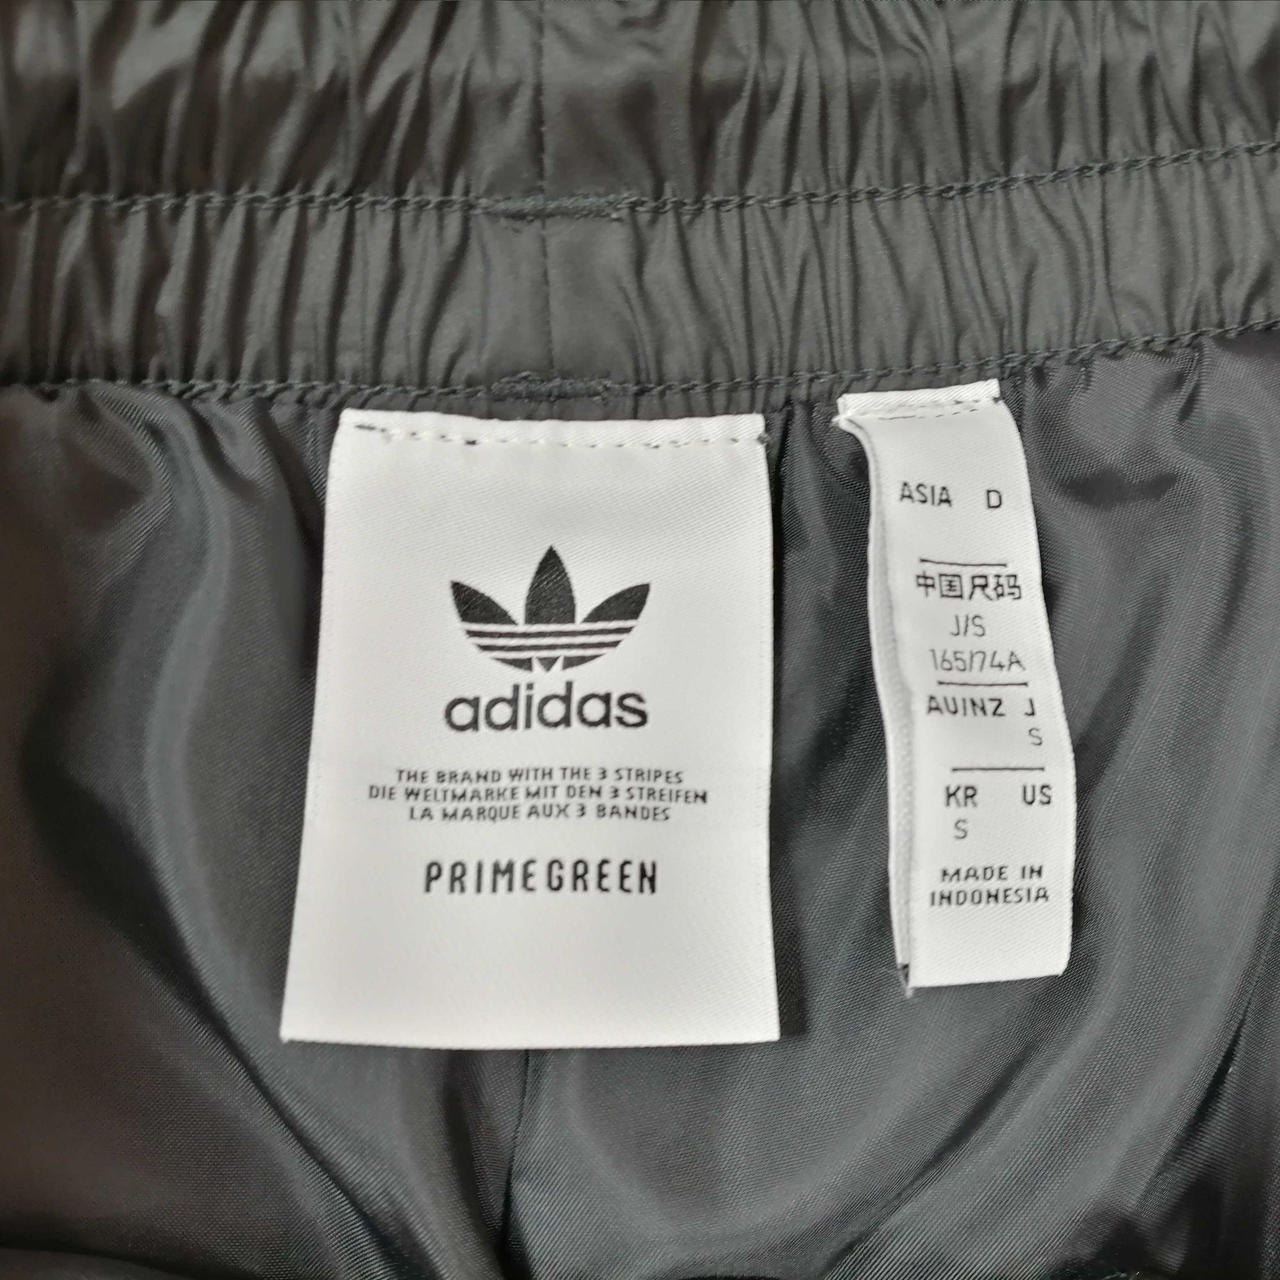 adidas
THE BRAND WITH THE 3 STRIPES
DIE WELTMARKE MIT DEN 3 STREIFEN
LA MARQUE AUX 3 BANDES
PRIMEGREEN
ASIA D
中国尺码
J/S
165/74A
AU/NZ J
S
KR US
S
MADE IN
INDONESIA